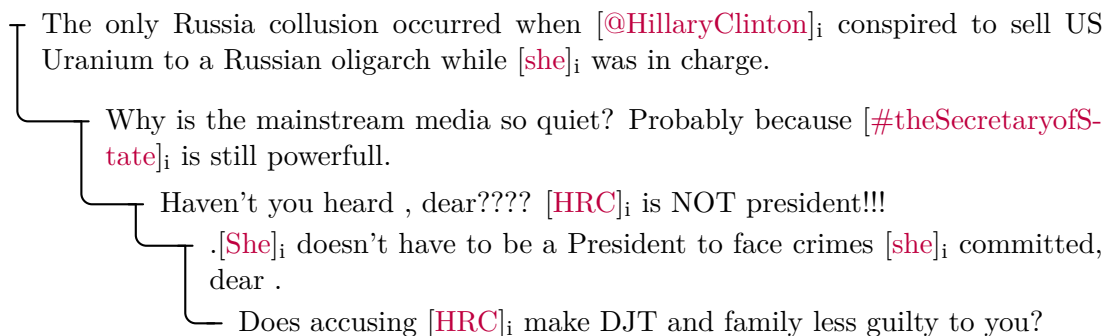 The only Russia collusion occurred when [@HillaryClinton]i conspired to sell US
Uranium to a Russian oligarch while [she]i was in charge.
Why is the mainstream media so quiet? Probably because [#theSecretaryofS-
tate]i is still powerfull.
Haven't you heard , dear???? [HRC]i is NOT president!!!
.[She]i doesn't have to be a President to face crimes [she]i committed,
dear .
Does accusing [HRC]i make DJT and family less guilty to you?